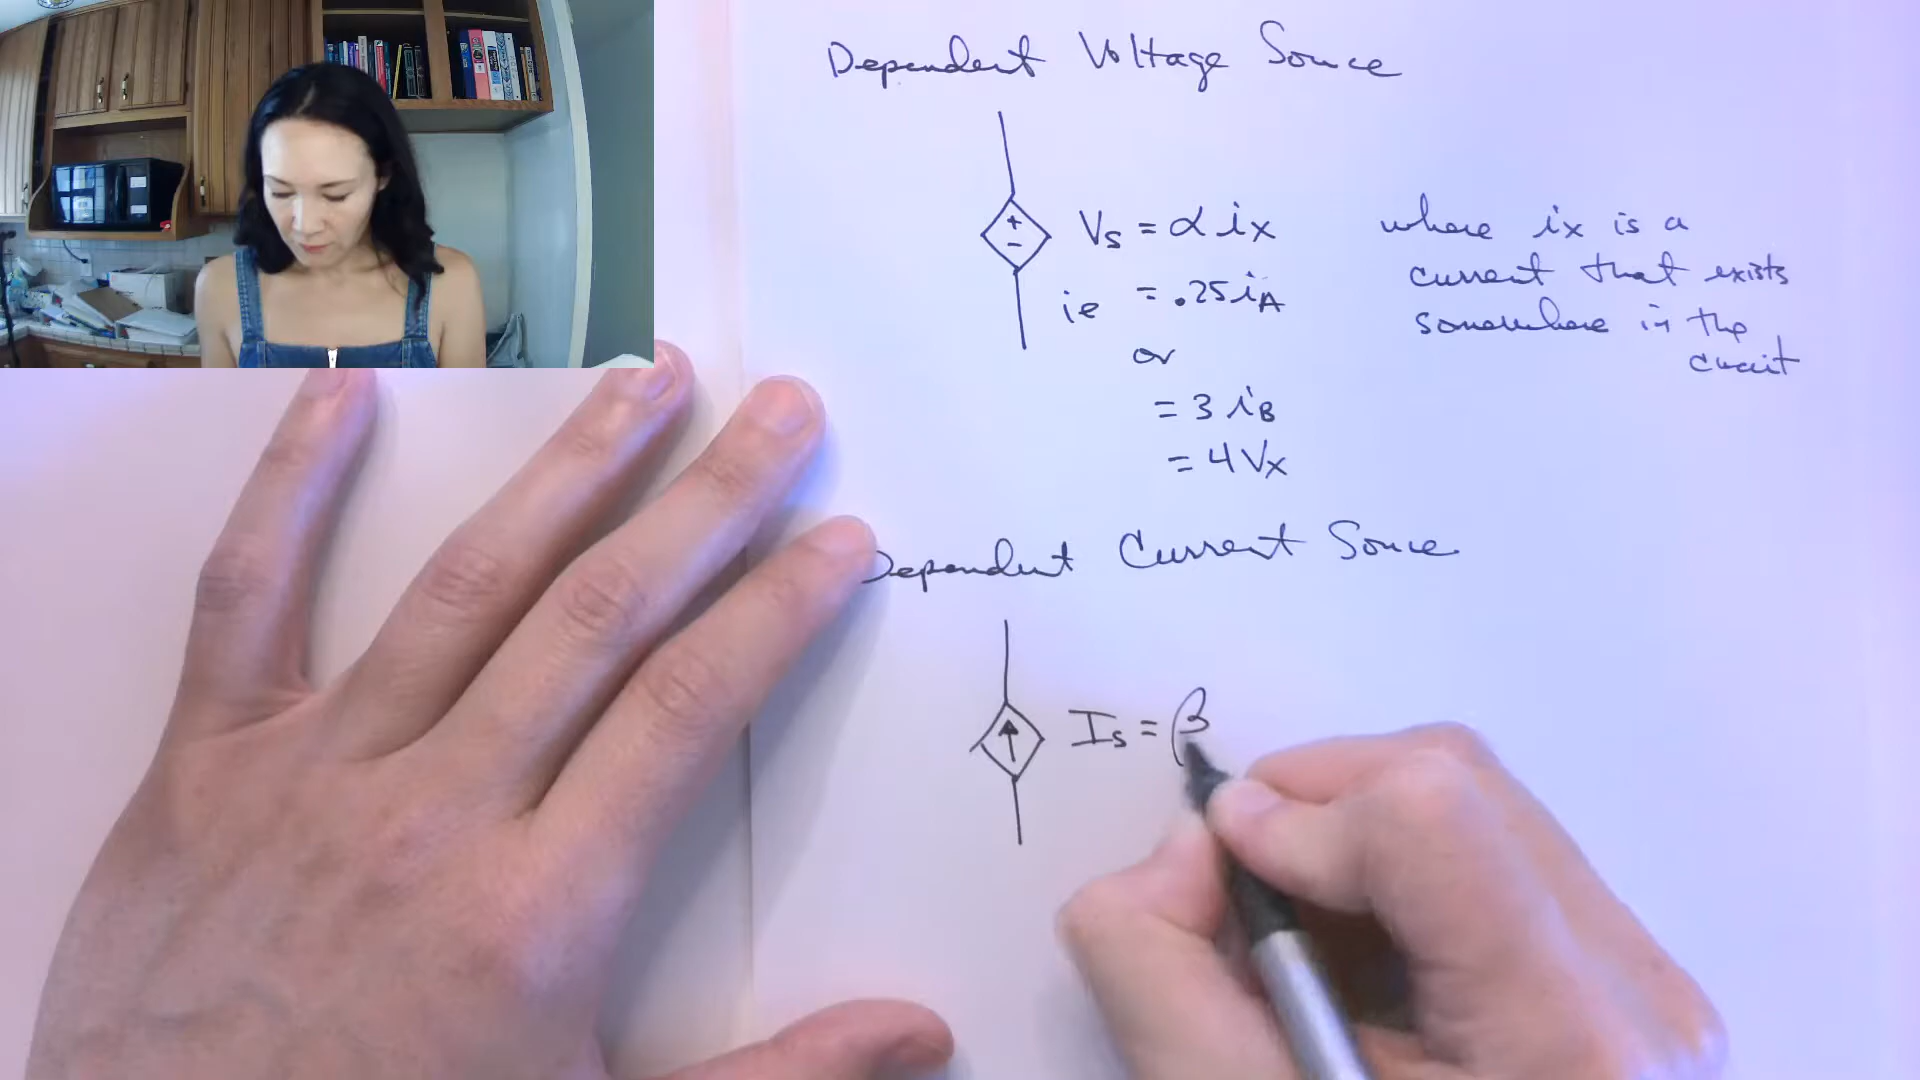 Dependent Voltage Source
Vs = α ix
ie = .25 iA
or
= 3 iB
= 4 Vx
where ix is a
current that exists
somewhere in the
circuit
Dependent Current Source
Is = β